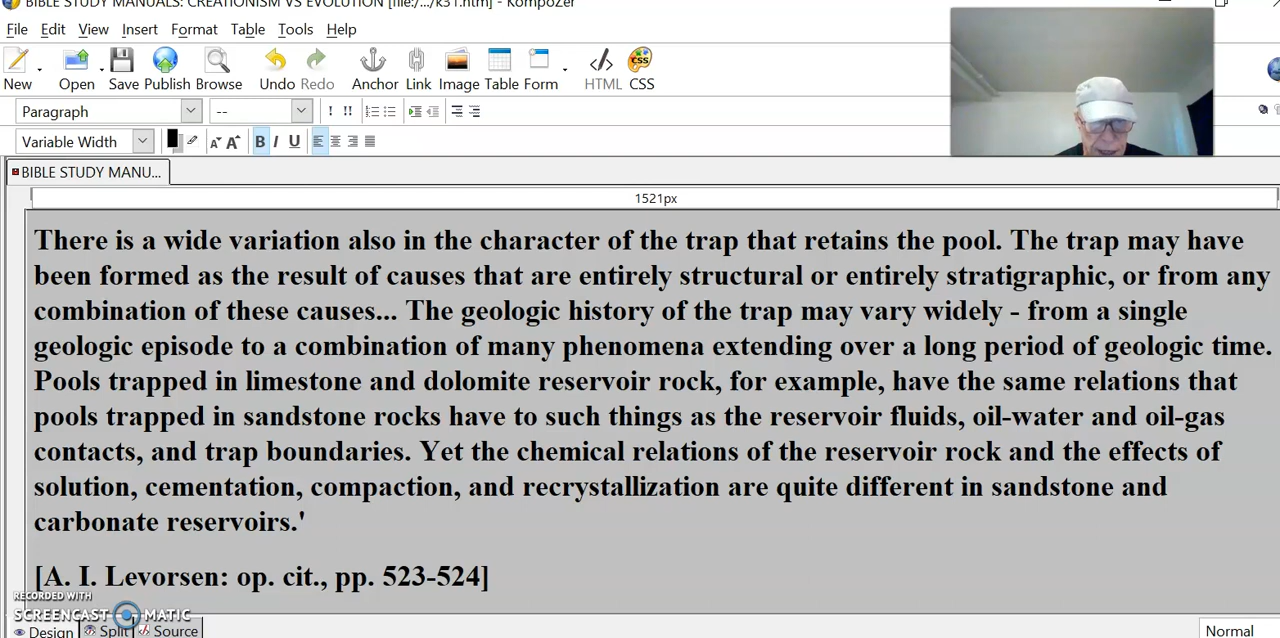 BIBLE STUDY MANUALS: CREATIONISM VS EVOLUTION [file:/.../k31.htm] - KompoZer
File Edit View Insert Format Table Tools Help
New Open Save Publish Browse Undo Redo Anchor Link Image Table Form HTML CSS
Paragraph -- ! !!
Variable Width A A B I U
BIBLE STUDY MANU...
1521px
There is a wide variation also in the character of the trap that retains the pool. The trap may have
been formed as the result of causes that are entirely structural or entirely stratigraphic, or from any
combination of these causes... The geologic history of the trap may vary widely - from a single
geologic episode to a combination of many phenomena extending over a long period of geologic time.
Pools trapped in limestone and dolomite reservoir rock, for example, have the same relations that
pools trapped in sandstone rocks have to such things as the reservoir fluids, oil-water and oil-gas
contacts, and trap boundaries. Yet the chemical relations of the reservoir rock and the effects of
solution, cementation, compaction, and recrystallization are quite different in sandstone and
carbonate reservoirs.'
[A. I. Levorsen: op. cit., pp. 523-524]
RECORDED WITH
SCREENCAST MATIC
Design Split Source Normal